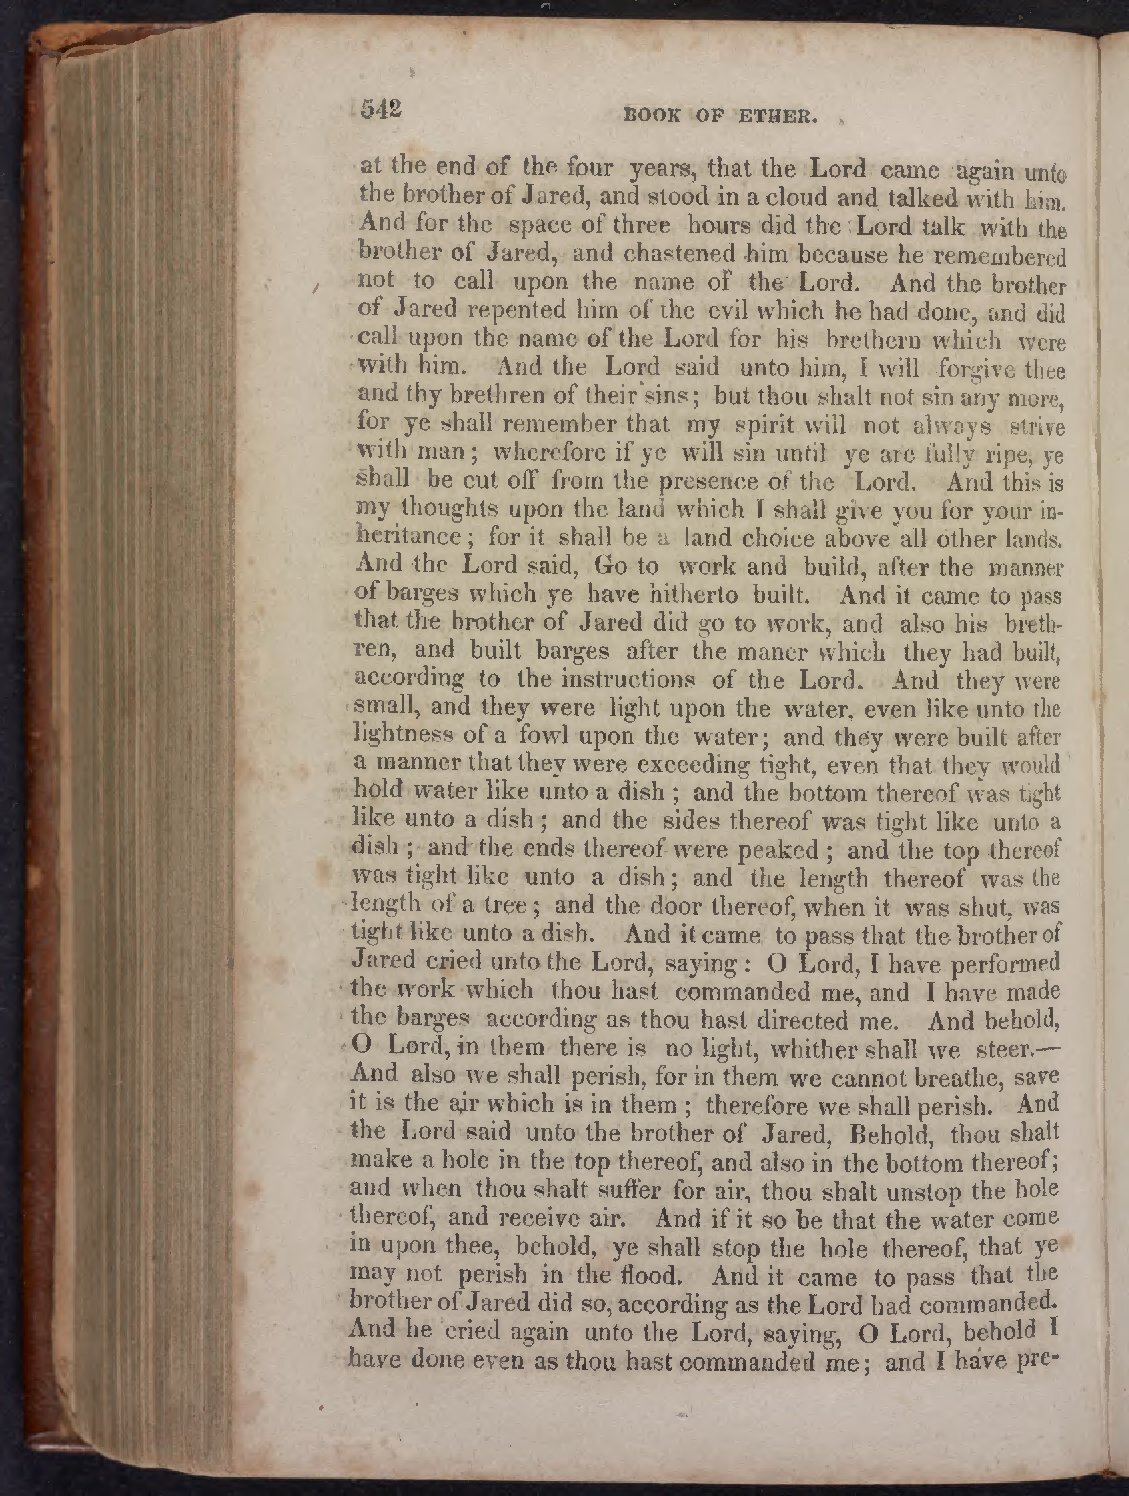 542
BOOK OF ETHER.
at the end of the four years, that the Lord came again unto
the brother of Jared, and stood in a cloud and talked with him.
And for the space of three hours did the Lord talk with the
brother of Jared, and chastened him because he remembered
not to call upon the name of the Lord. And the brother
of Jared repented him of the evil which he had done, and did
call upon the name of the Lord for his brethern which were
with him. And the Lord said unto him, I will forgive thee
and thy brethren of their sins; but thou shalt not sin any more,
for ye shall remember that my spirit will not always strive
with man; wherefore if ye will sin until ye are fully ripe, ye
shall be cut off from the presence of the Lord. And this is
my thoughts upon the land which I shall give you for your in-
heritance; for it shall be a land choice above all other lands.
And the Lord said, Go to work and build, after the manner
of barges which ye have hitherto built. And it came to pass
that the brother of Jared did go to work, and also his breth-
ren, and built barges after the maner which they had built,
according to the instructions of the Lord. And they were
small, and they were light upon the water, even like unto the
lightness of a fowl upon the water; and they were built after
a manner that they were exceeding tight, even that they would
hold water like unto a dish; and the bottom thereof was tight
like unto a dish; and the sides thereof was tight like unto a
dish; and the ends thereof were peaked; and the top thereof
was tight like unto a dish; and the length thereof was the
length of a tree; and the door thereof, when it was shut, was
tight like unto a dish. And it came to pass that the brother of
Jared cried unto the Lord, saying: O Lord, I have performed
the work which thou hast commanded me, and I have made
the barges according as thou hast directed me. And behold,
O Lord, in them there is no light, whither shall we steer.—
And also we shall perish, for in them we cannot breathe, save
it is the air which is in them; therefore we shall perish. And
the Lord said unto the brother of Jared, Behold, thou shalt
make a hole in the top thereof, and also in the bottom thereof;
and when thou shalt suffer for air, thou shalt unstop the hole
thereof, and receive air. And if it so be that the water come
in upon thee, behold, ye shall stop the hole thereof, that ye
may not perish in the flood. And it came to pass that the
brother of Jared did so, according as the Lord had commanded.
And he cried again unto the Lord, saying, O Lord, behold I
have done even as thou hast commanded me; and I have pre-